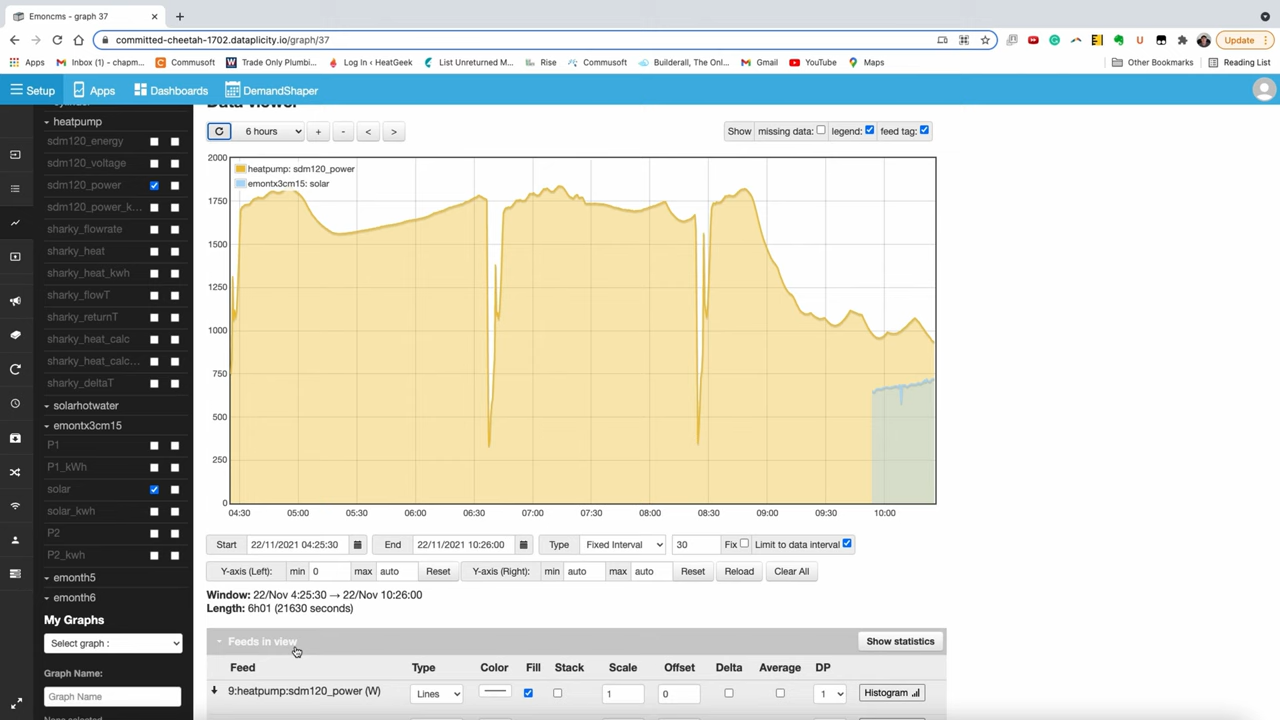 Emoncms - graph 37
committed-cheetah-1702.dataplicity.io/graph/37
Update
Apps
Inbox (1) - chapm...
Commusoft
Trade Only Plumbi...
Log In ‹ HeatGeek
List Unreturned M...
Rise
Commusoft
Builderall, The Onl...
Gmail
YouTube
Maps
Other Bookmarks
Reading List
Setup
Apps
Dashboards
DemandShaper
heatpump
sdm120_energy
sdm120_voltage
sdm120_power
sdm120_power_k...
sharky_flowrate
sharky_heat
sharky_heat_kwh
sharky_flowT
sharky_returnT
sharky_heat_calc
sharky_heat_calc...
sharky_deltaT
solarhotwater
emontx3cm15
P1
P1_kWh
solar
solar_kwh
P2
P2_kwh
emonth5
emonth6
My Graphs
Select graph :
Graph Name:
Graph Name
Data viewer
6 hours + - < >
Show missing data: legend: feed tag:
heatpump: sdm120_power
emontx3cm15: solar
2000
1750
1500
1250
1000
750
500
250
0
04:30 05:00 05:30 06:00 06:30 07:00 07:30 08:00 08:30 09:00 09:30 10:00
Start 22/11/2021 04:25:30 End 22/11/2021 10:26:00 Type Fixed Interval 30 Fix Limit to data interval
Y-axis (Left): min 0 max auto Reset Y-axis (Right): min auto max auto Reset Reload Clear All
Window: 22/Nov 4:25:30 → 22/Nov 10:26:00
Length: 6h01 (21630 seconds)
Feeds in view Show statistics
Feed Type Color Fill Stack Scale Offset Delta Average DP
9:heatpump:sdm120_power (W) Lines 1 0 1 Histogram